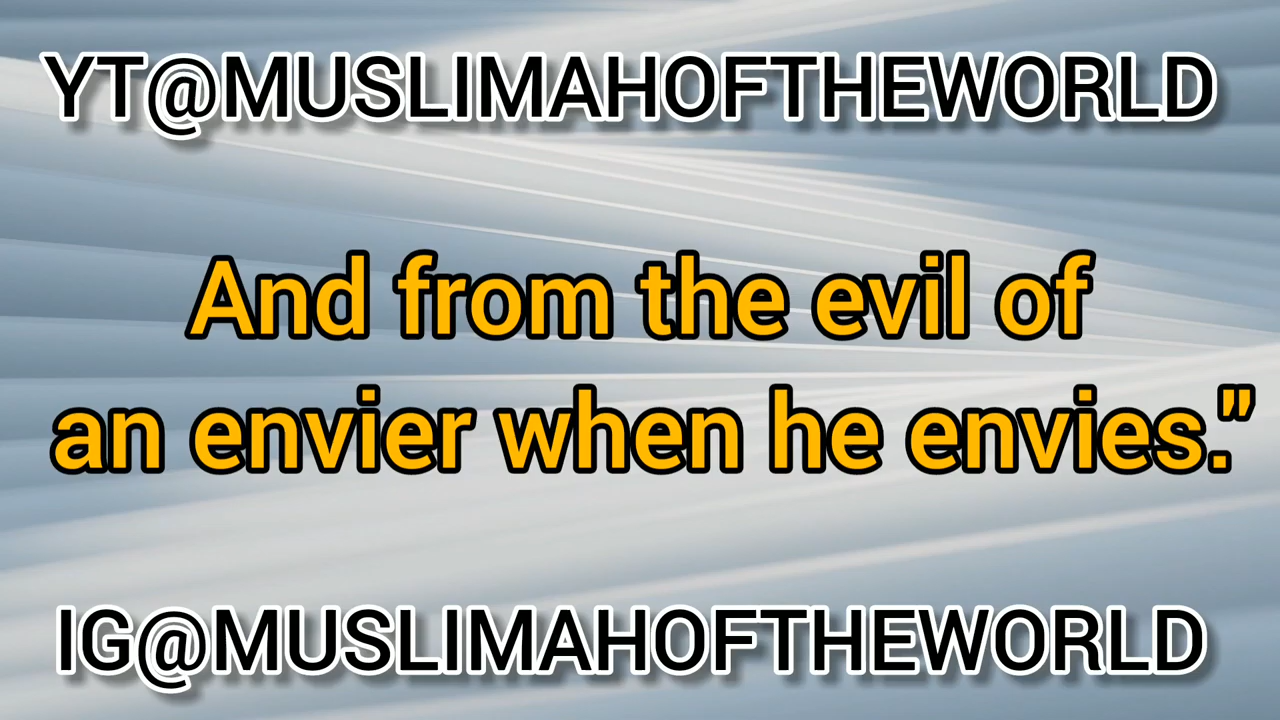 YT@MUSLIMAHOFTHEWORLD
And from the evil of
an envier when he envies."
IG@MUSLIMAHOFTHEWORLD